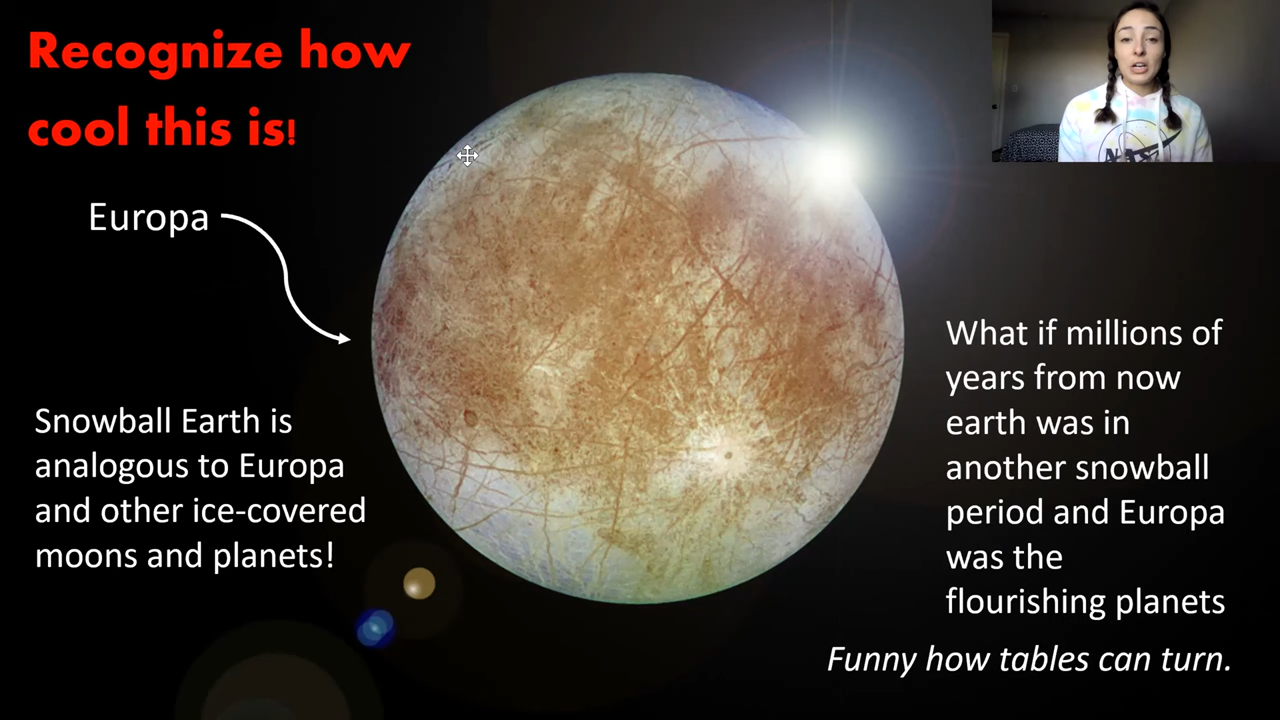 Recognize how
cool this is!
Europa
Snowball Earth is
analogous to Europa
and other ice-covered
moons and planets!
What if millions of
years from now
earth was in
another snowball
period and Europa
was the
flourishing planets
Funny how tables can turn.